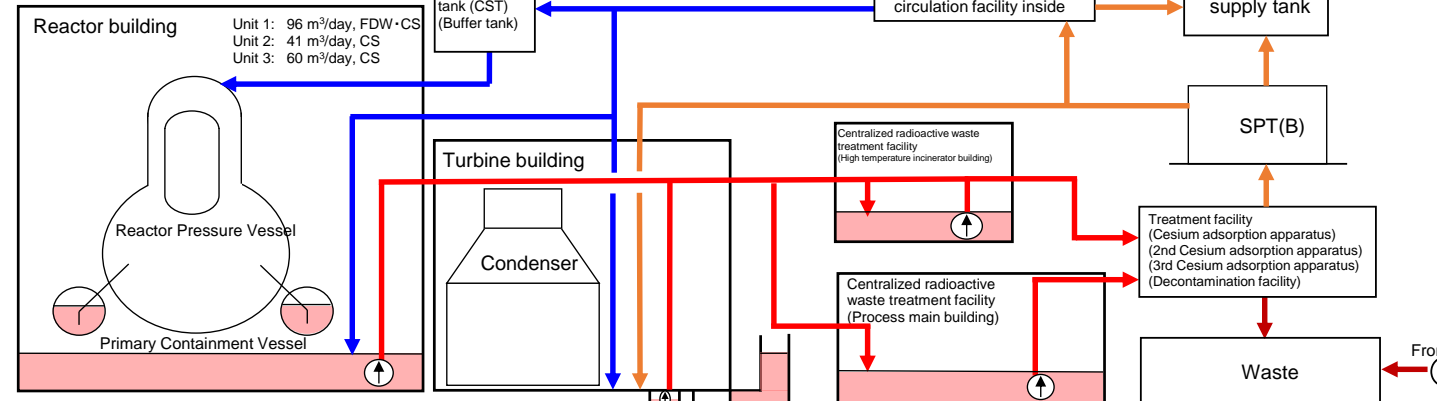 Reactor building
Unit 1: 96 m³/day, FDW・CS
Unit 2: 41 m³/day, CS
Unit 3: 60 m³/day, CS
tank (CST)
(Buffer tank)
circulation facility inside
supply tank
SPT(B)
Centralized radioactive waste
treatment facility
(High temperature incinerator building)
Turbine building
Reactor Pressure Vessel
Condenser
Treatment facility
(Cesium adsorption apparatus)
(2nd Cesium adsorption apparatus)
(3rd Cesium adsorption apparatus)
(Decontamination facility)
Centralized radioactive
waste treatment facility
(Process main building)
Primary Containment Vessel
Waste